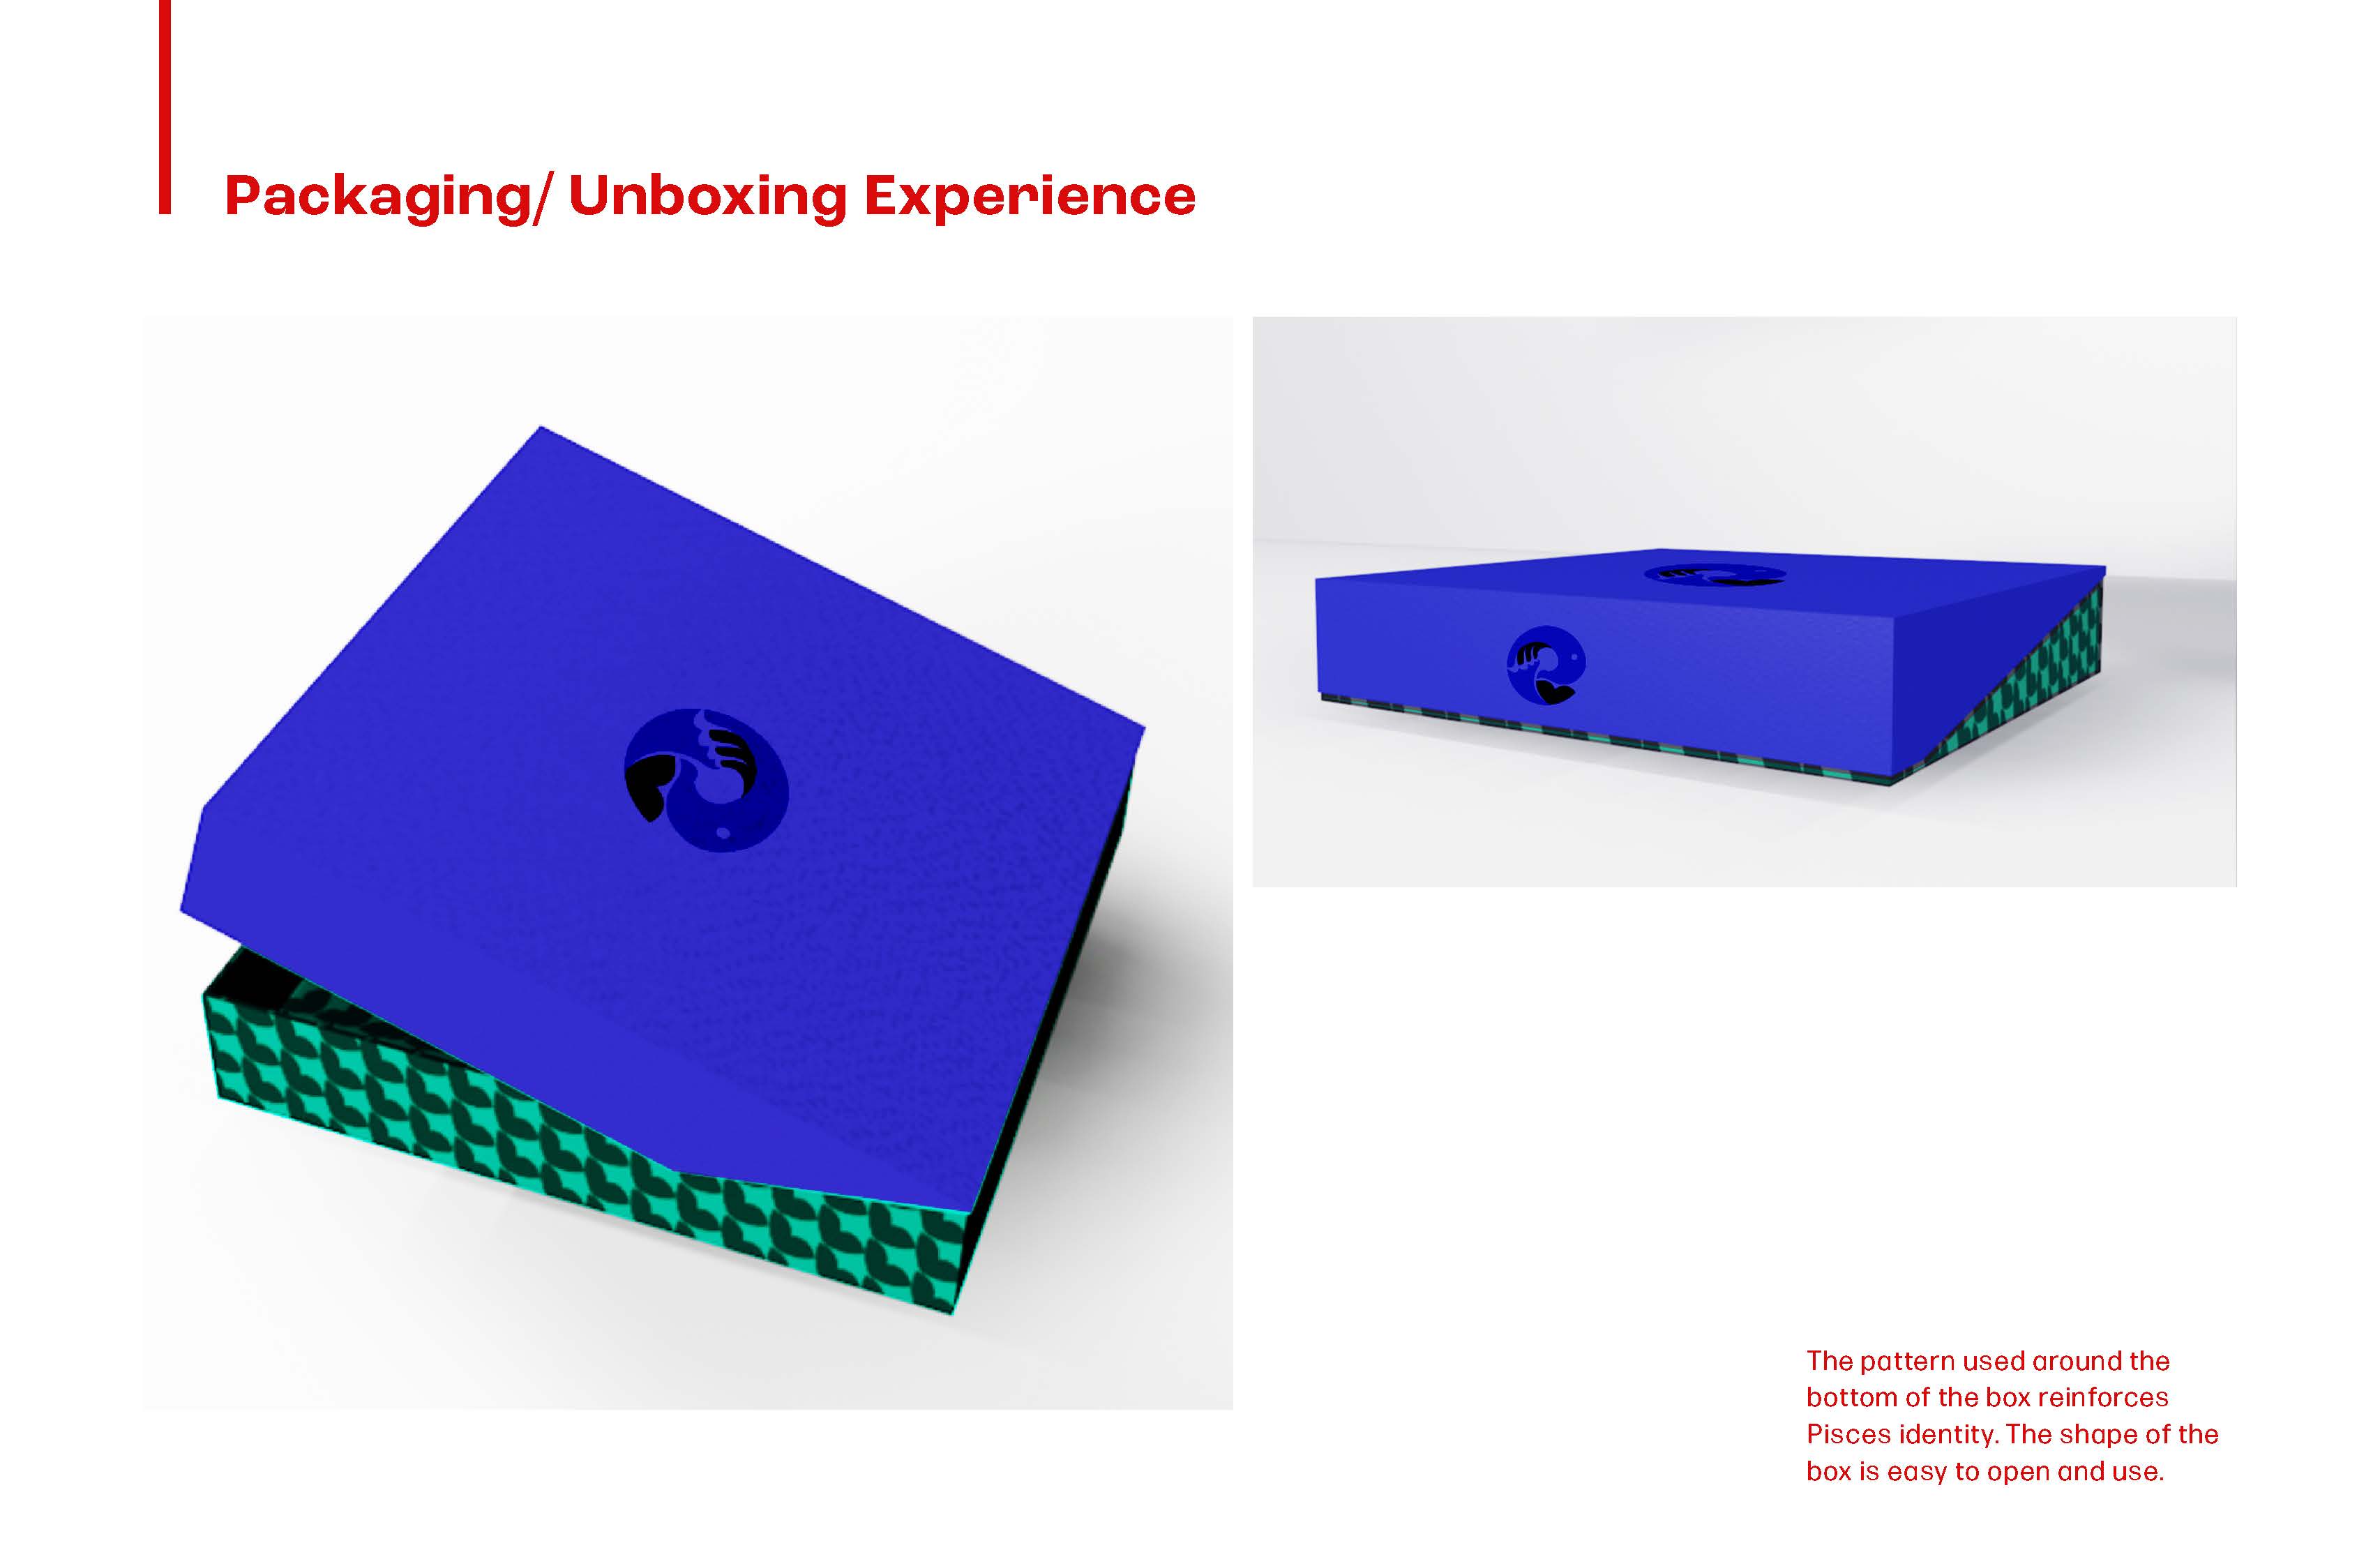 Packaging/ Unboxing Experience
The pattern used around the
bottom of the box reinforces
Pisces identity. The shape of the
box is easy to open and use.